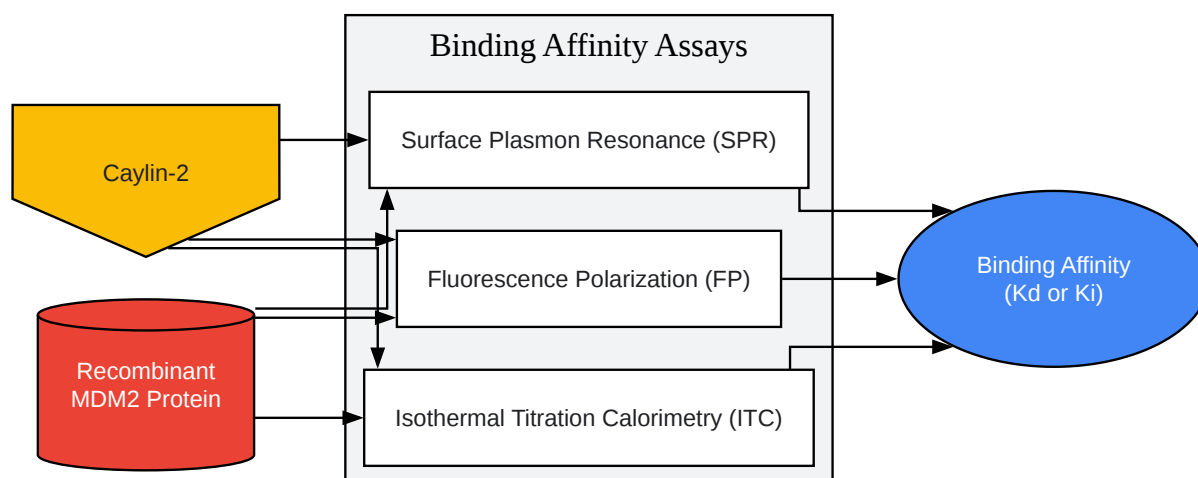 Binding Affinity Assays
Caylin-2
Surface Plasmon Resonance (SPR)
Fluorescence Polarization (FP)
Binding Affinity
(Kd or Ki)
Recombinant
MDM2 Protein
Isothermal Titration Calorimetry (ITC)